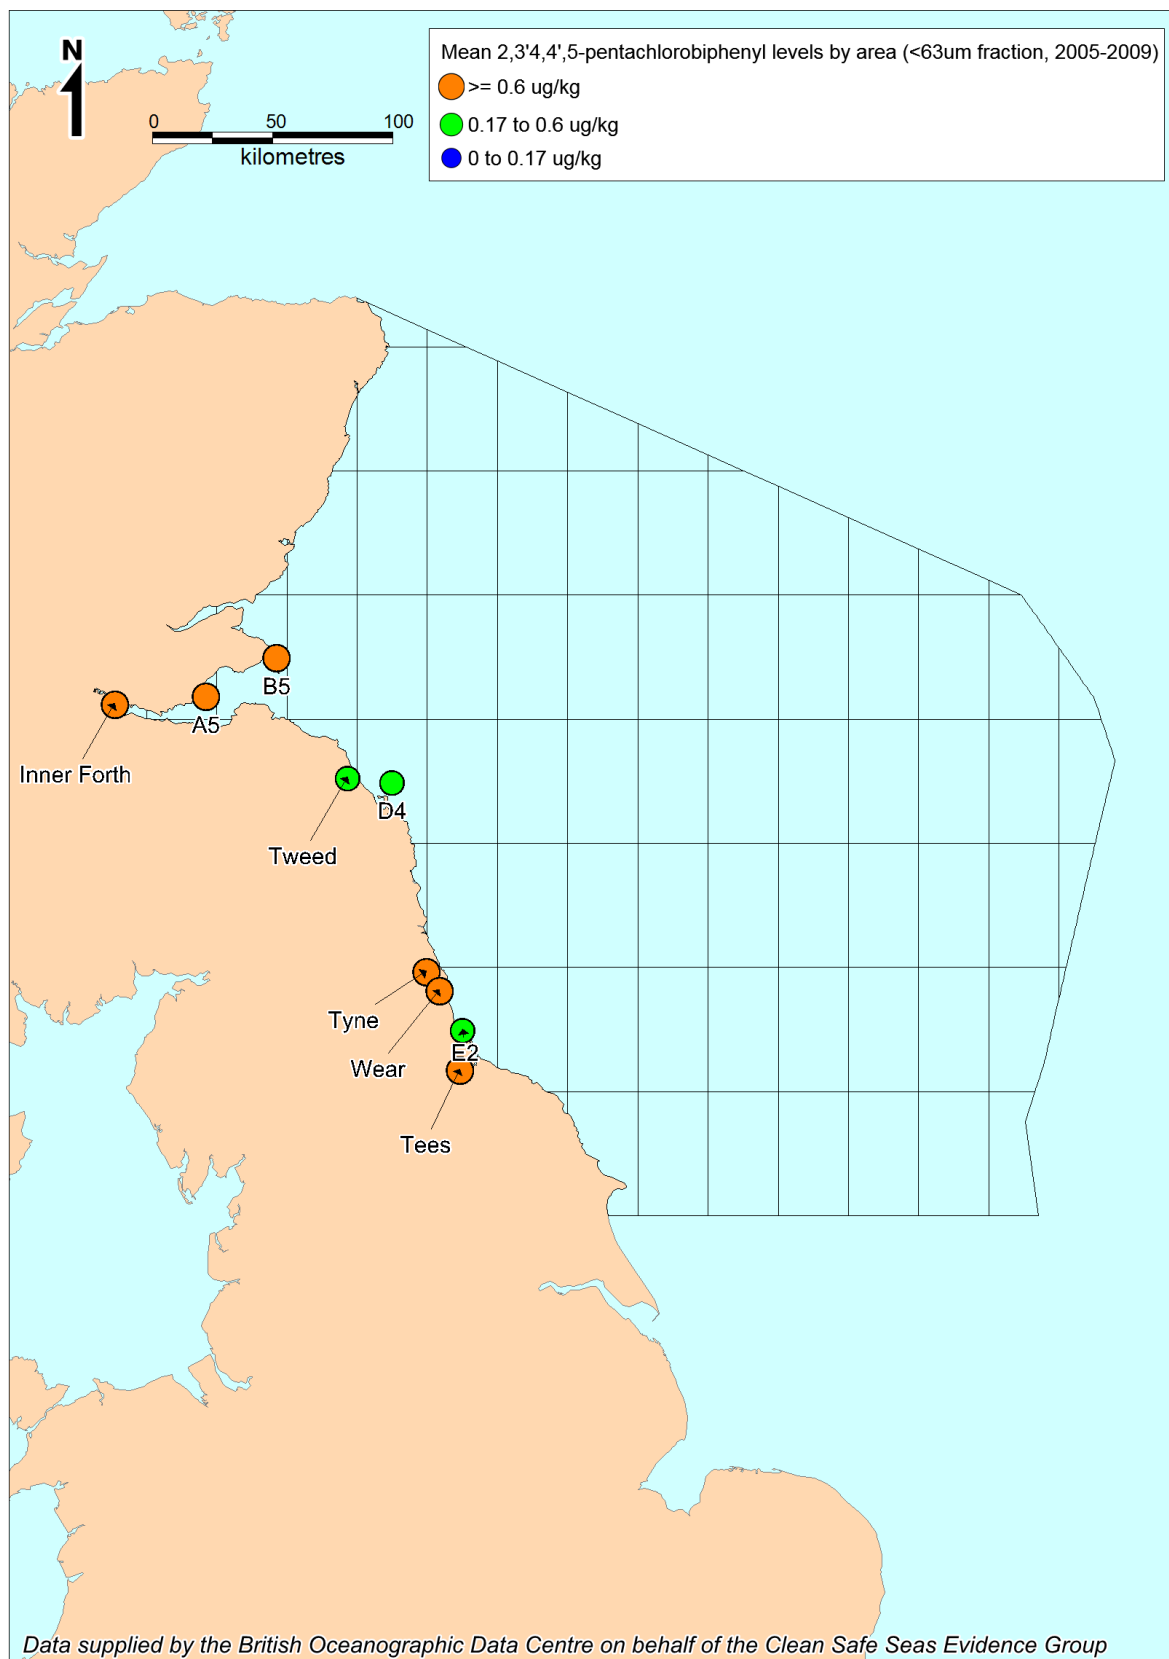 N
0 50 100
kilometres
Mean 2,3'4,4',5-pentachlorobiphenyl levels by area (<63um fraction, 2005-2009)
>= 0.6 ug/kg
0.17 to 0.6 ug/kg
0 to 0.17 ug/kg
B5
A5
Inner Forth
D4
Tweed
Tyne
E2
Wear
Tees
Data supplied by the British Oceanographic Data Centre on behalf of the Clean Safe Seas Evidence Group